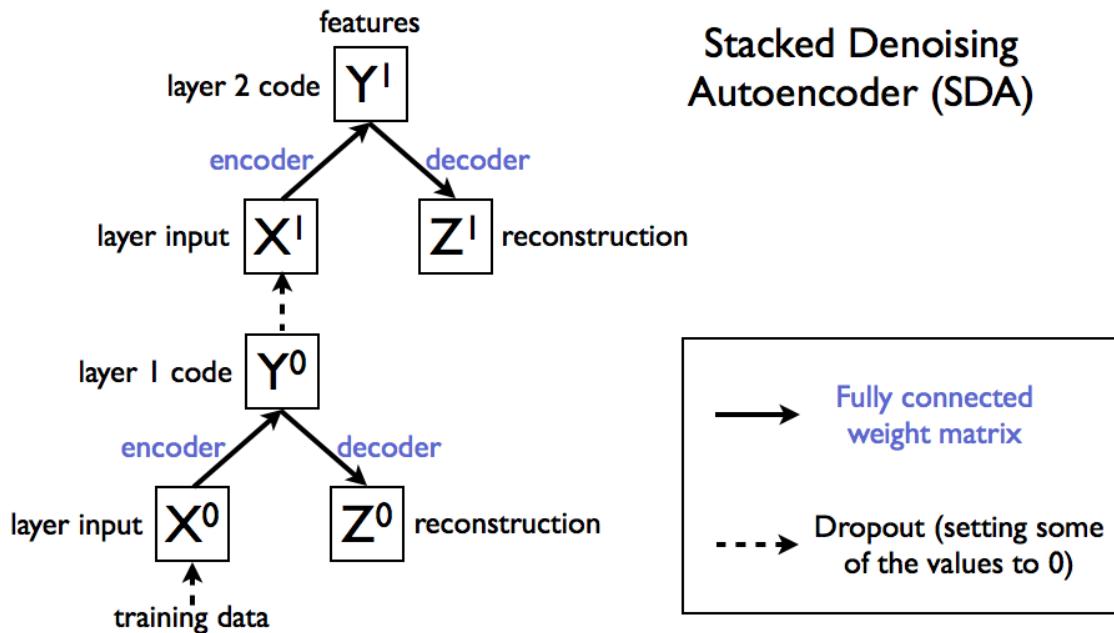 features
Stacked Denoising
Autoencoder (SDA)
layer 2 code
Y¹
encoder
decoder
layer input
X¹
Z¹
reconstruction
layer 1 code
Y⁰
encoder
decoder
layer input
X⁰
Z⁰
reconstruction
training data
Fully connected
weight matrix
Dropout (setting some
of the values to 0)